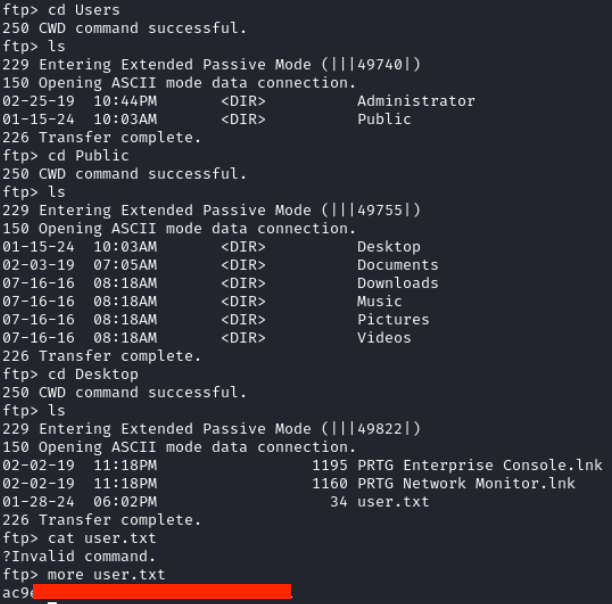 ftp> cd Users
250 CWD command successful.
ftp> ls
229 Entering Extended Passive Mode (|||49740|)
150 Opening ASCII mode data connection.
02-25-19  10:44PM       <DIR>          Administrator
01-15-24  10:03AM       <DIR>          Public
226 Transfer complete.
ftp> cd Public
250 CWD command successful.
ftp> ls
229 Entering Extended Passive Mode (|||49755|)
150 Opening ASCII mode data connection.
01-15-24  10:03AM       <DIR>          Desktop
02-03-19  07:05AM       <DIR>          Documents
07-16-16  08:18AM       <DIR>          Downloads
07-16-16  08:18AM       <DIR>          Music
07-16-16  08:18AM       <DIR>          Pictures
07-16-16  08:18AM       <DIR>          Videos
226 Transfer complete.
ftp> cd Desktop
250 CWD command successful.
ftp> ls
229 Entering Extended Passive Mode (|||49822|)
150 Opening ASCII mode data connection.
02-02-19  11:18PM                 1195 PRTG Enterprise Console.lnk
02-02-19  11:18PM                 1160 PRTG Network Monitor.lnk
01-28-24  06:02PM                   34 user.txt
226 Transfer complete.
ftp> cat user.txt
?Invalid command.
ftp> more user.txt
ac9